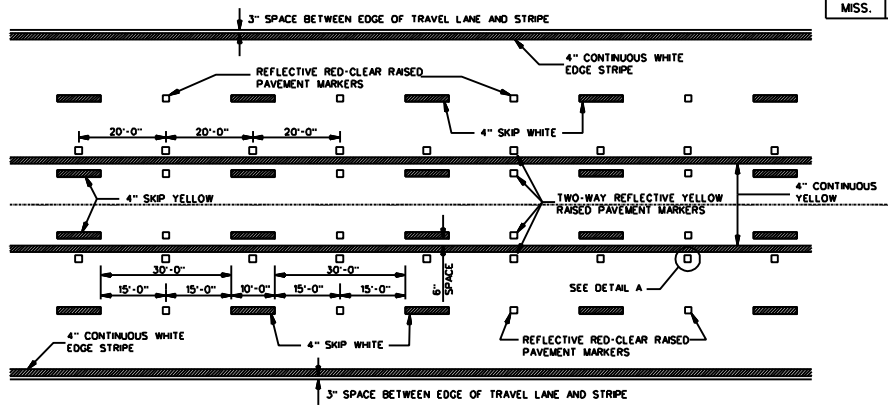 MISS.
3" SPACE BETWEEN EDGE OF TRAVEL LANE AND STRIPE
4" CONTINUOUS WHITE
EDGE STRIPE
REFLECTIVE RED-CLEAR RAISED
PAVEMENT MARKERS
4" SKIP WHITE
20'-0" 20'-0" 20'-0"
4" SKIP YELLOW
TWO-WAY REFLECTIVE YELLOW
RAISED PAVEMENT MARKERS
4" CONTINUOUS
YELLOW
30'-0" 30'-0"
15'-0" 15'-0" 10'-0" 15'-0" 15'-0"
6"
SPACE
SEE DETAIL A
4" CONTINUOUS WHITE
EDGE STRIPE
4" SKIP WHITE
REFLECTIVE RED-CLEAR RAISED
PAVEMENT MARKERS
3" SPACE BETWEEN EDGE OF TRAVEL LANE AND STRIPE